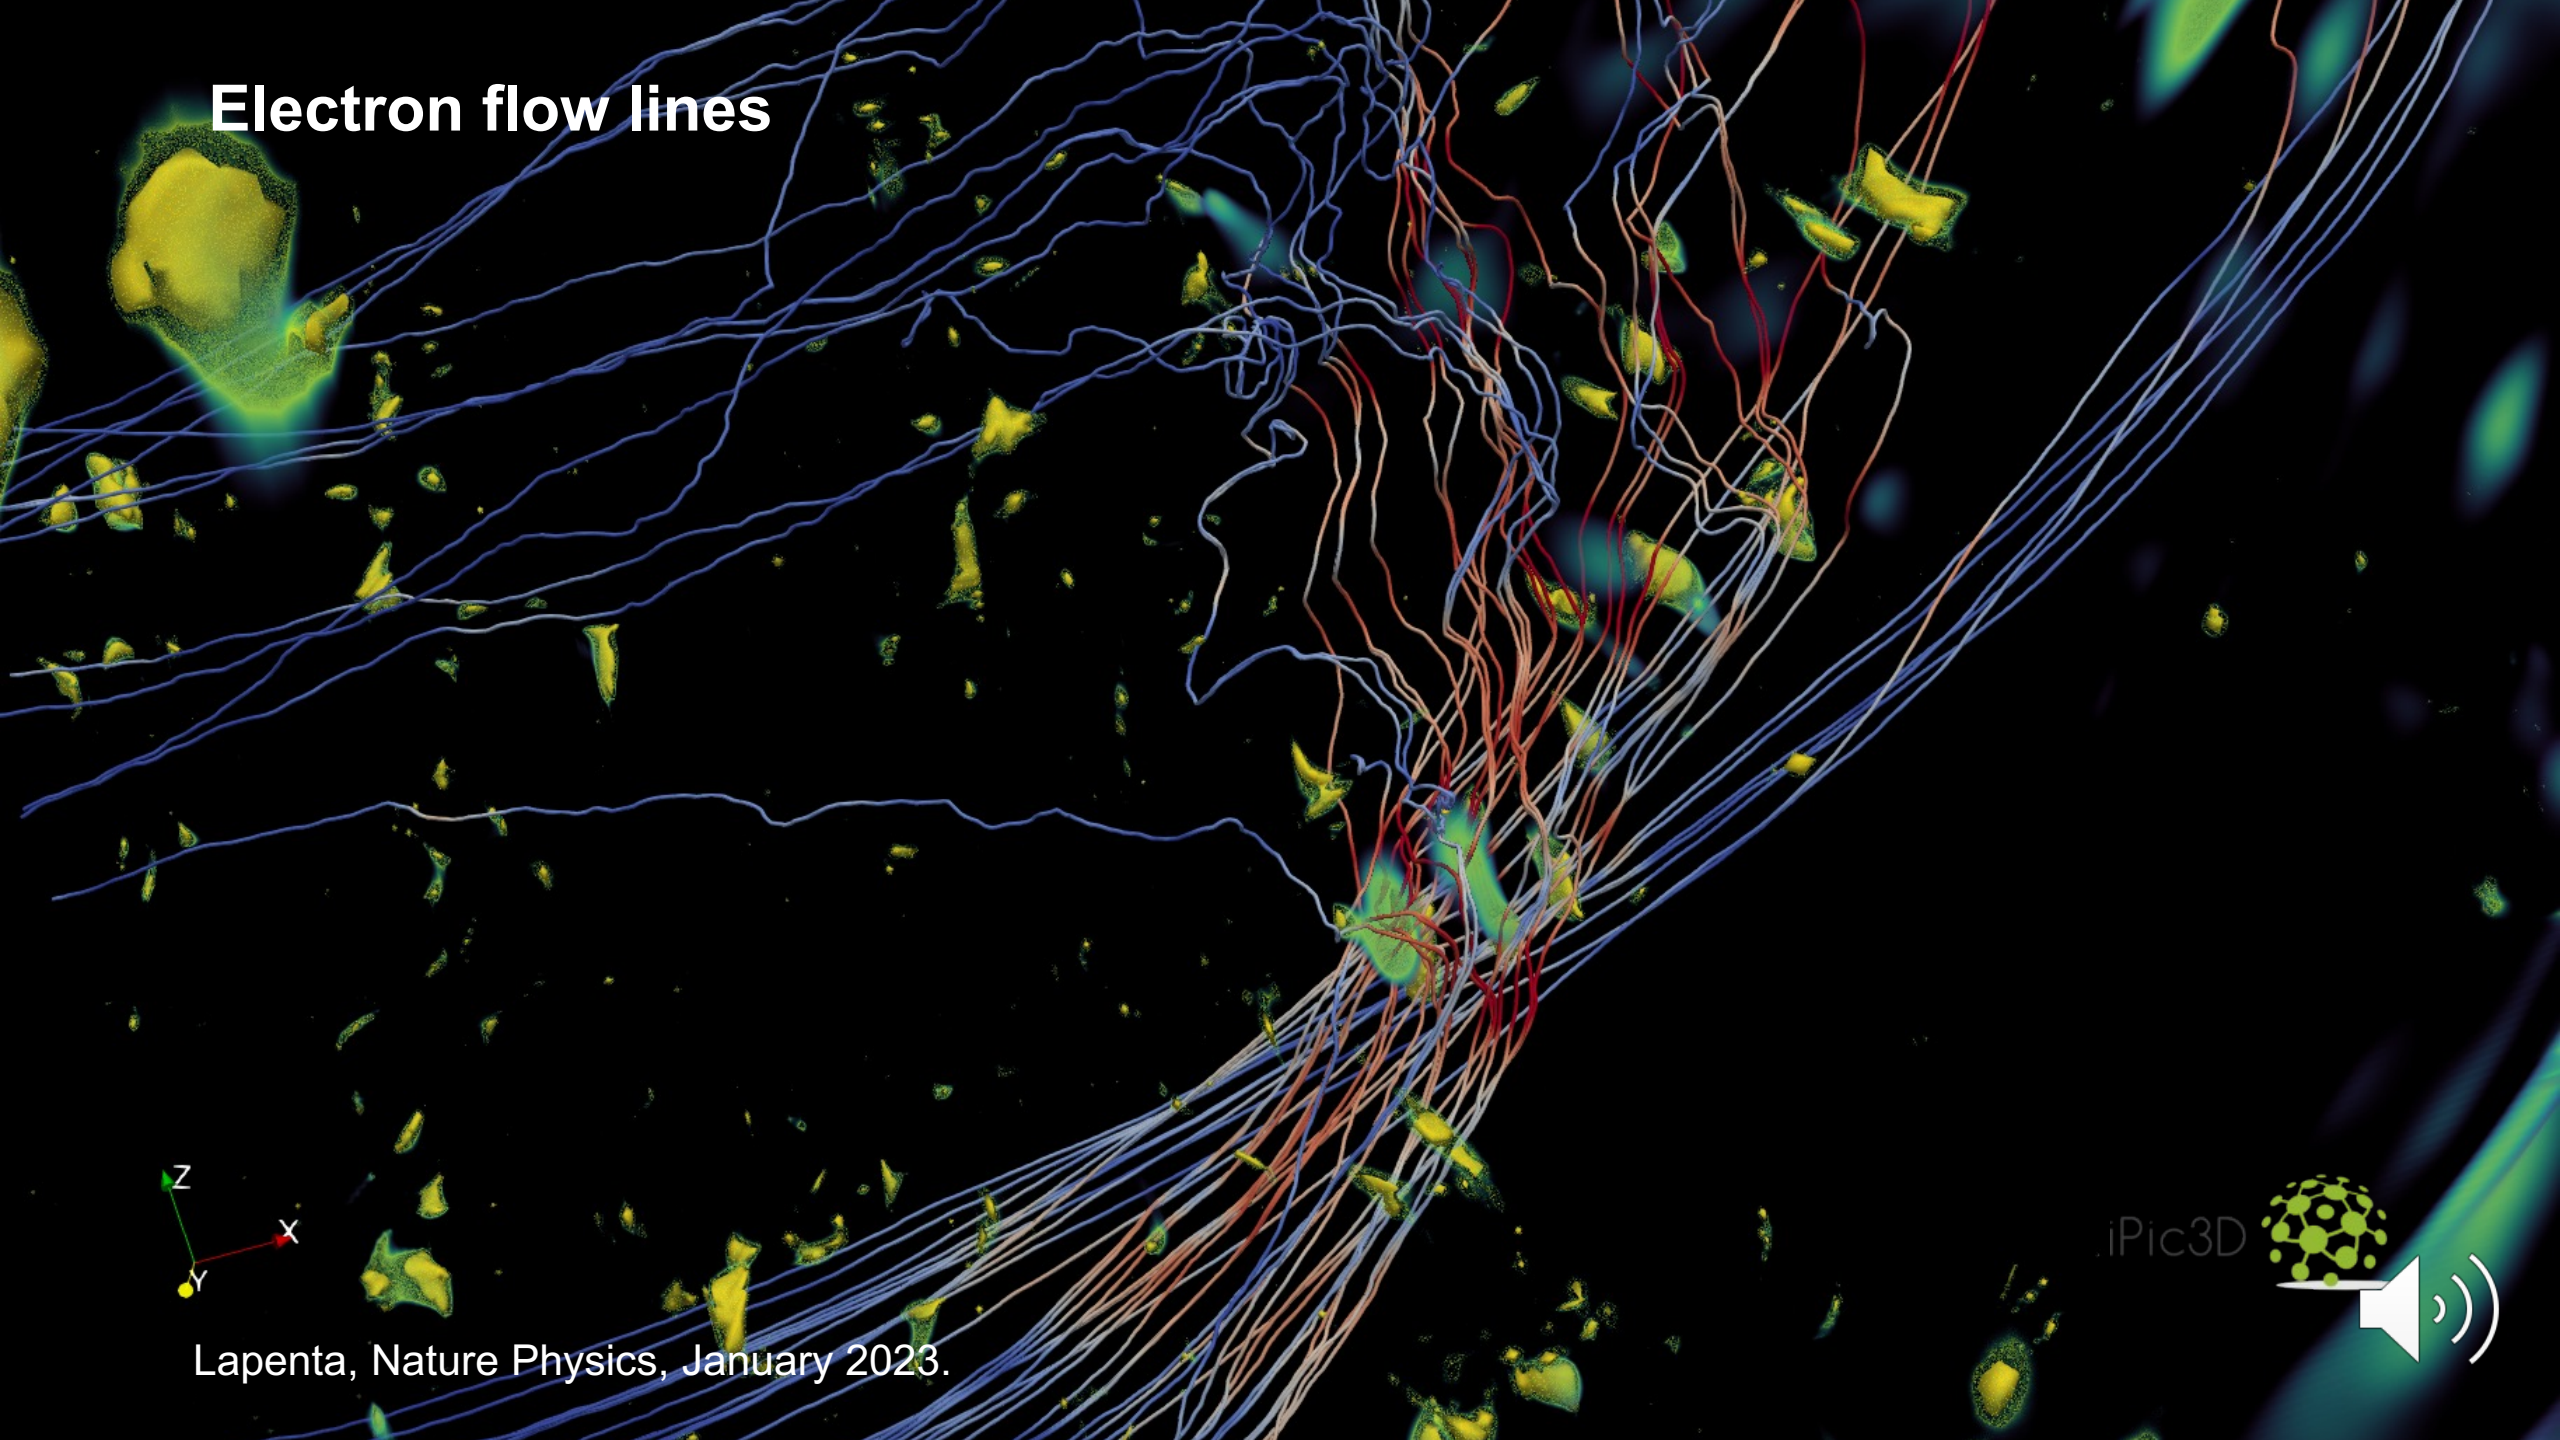 Electron flow lines
Z
X
Y
iPic3D
Lapenta, Nature Physics, January 2023.